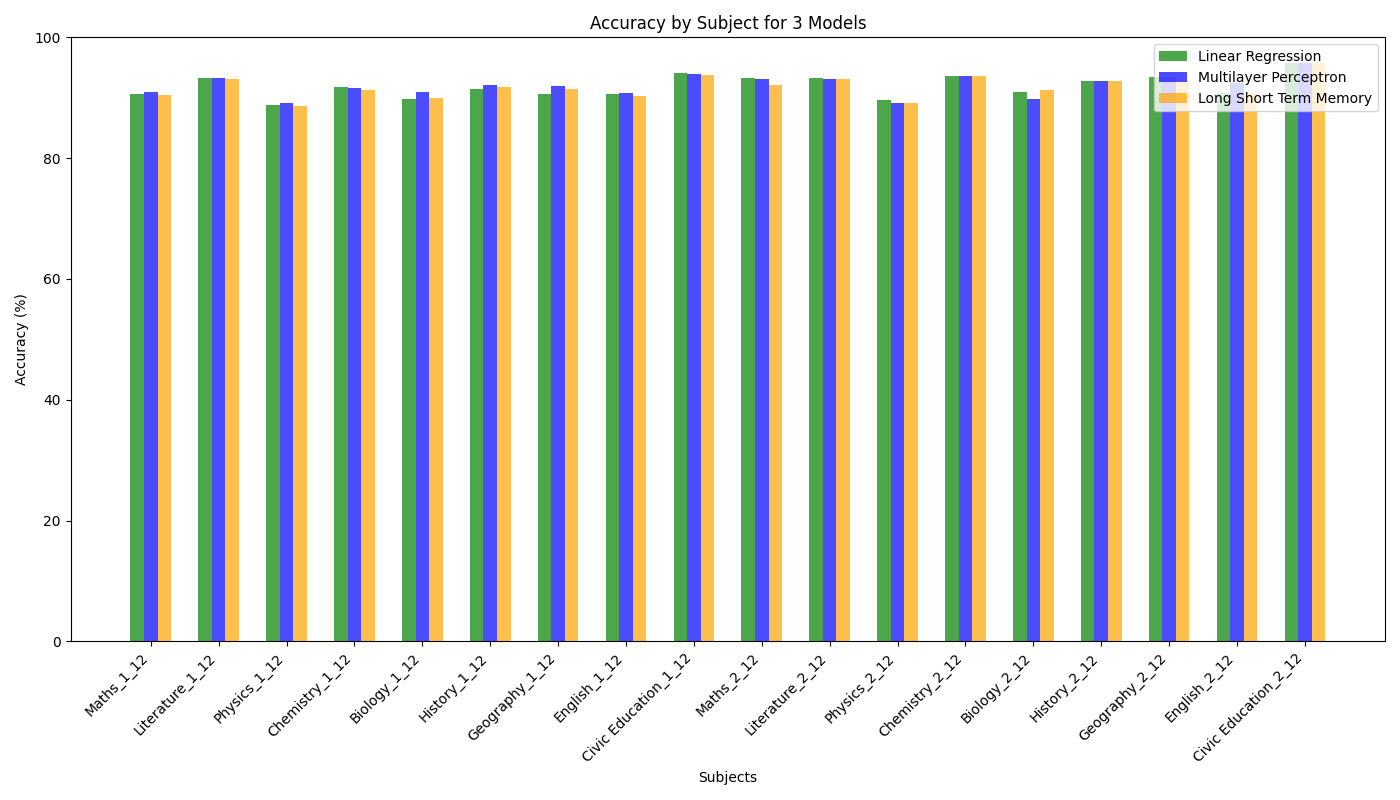 Accuracy by Subject for 3 Models
Linear Regression
Multilayer Perceptron
Long Short Term Memory
Accuracy (%)
100
80
60
40
20
0
Maths_1_12
Literature_1_12
Physics_1_12
Chemistry_1_12
Biology_1_12
History_1_12
Geography_1_12
English_1_12
Civic Education_1_12
Maths_2_12
Literature_2_12
Physics_2_12
Chemistry_2_12
Biology_2_12
History_2_12
Geography_2_12
English_2_12
Civic Education_2_12
Subjects